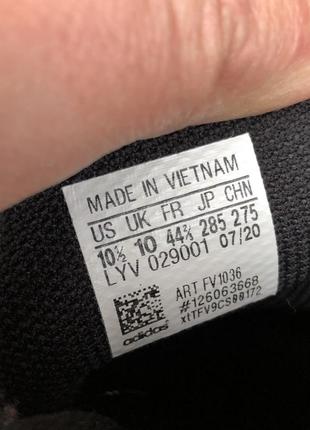 MADE IN VIETNAM
US UK FR JP CHN
10½ 10 44⅔ 285 275
LYV 029001 07/20
ART FV1036
#126063668
xtTFV9CS00172
adidas